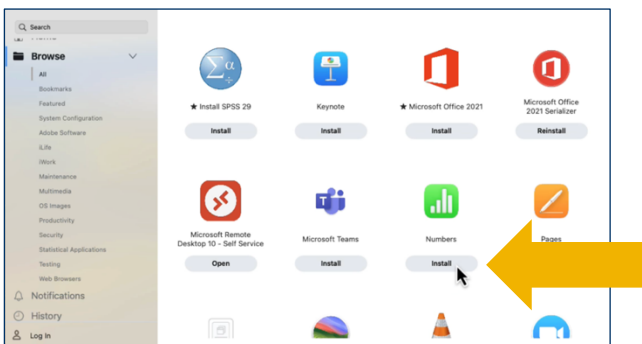 Search
Browse
All
Bookmarks
Featured
System Configuration
Adobe Software
iLife
iWork
Maintenance
Multimedia
OS Images
Productivity
Security
Statistical Applications
Testing
Web Browsers
Notifications
History
Log In
★ Install SPSS 29
Install
Keynote
Install
★ Microsoft Office 2021
Install
Microsoft Office
2021 Serializer
Reinstall
Microsoft Remote
Desktop 10 - Self Service
Open
Microsoft Teams
Install
Numbers
Install
Pages